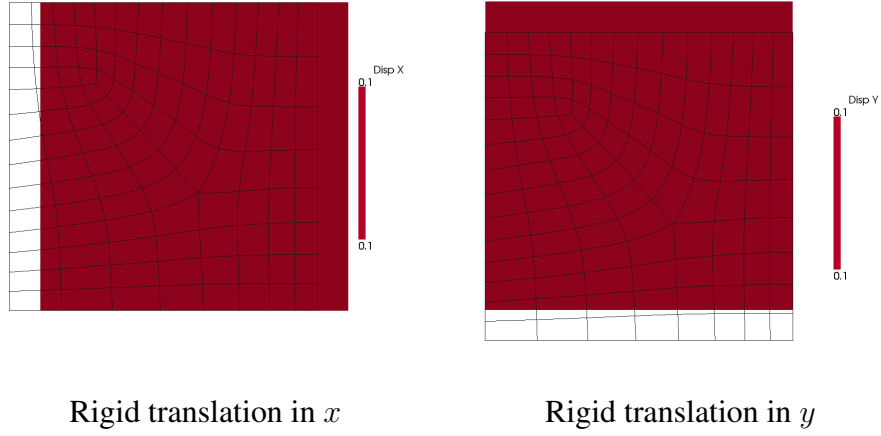 Disp X
0.1
0.1
Disp Y
0.1
0.1
Rigid translation in x
Rigid translation in y